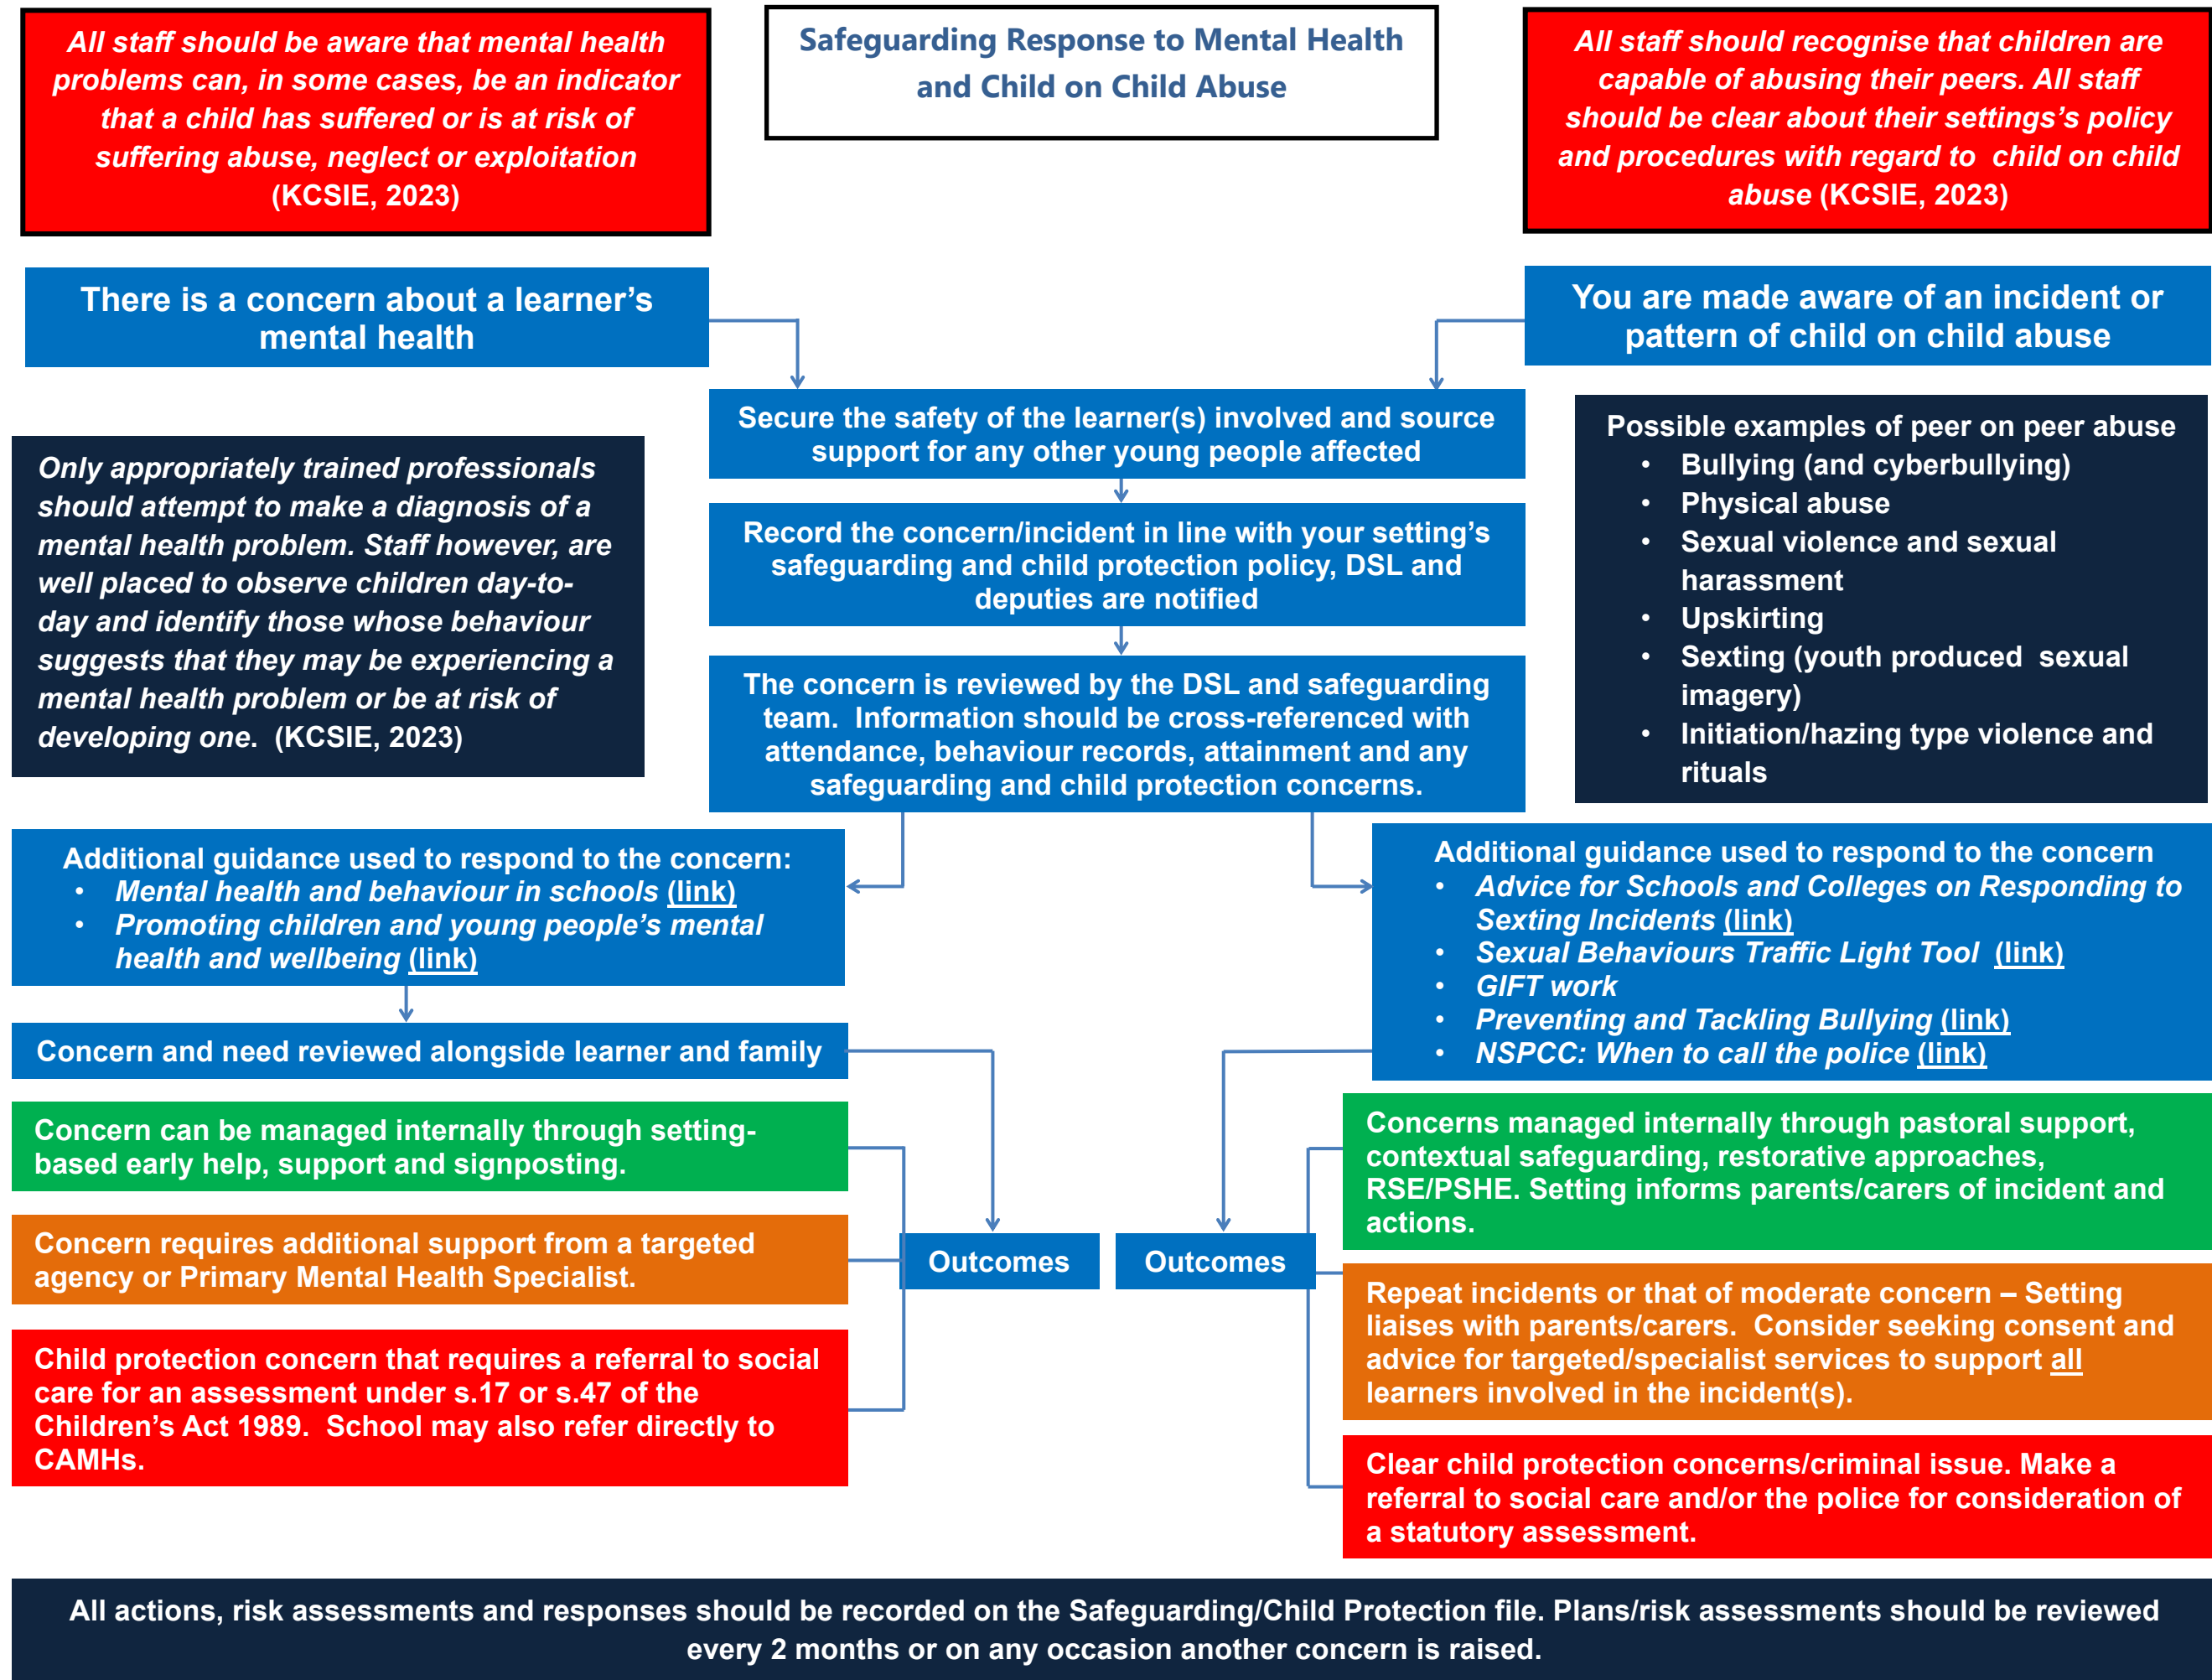 All staff should be aware that mental health
problems can, in some cases, be an indicator
that a child has suffered or is at risk of
suffering abuse, neglect or exploitation
(KCSIE, 2023)
Safeguarding Response to Mental Health
and Child on Child Abuse
All staff should recognise that children are
capable of abusing their peers. All staff
should be clear about their settings's policy
and procedures with regard to child on child
abuse (KCSIE, 2023)
There is a concern about a learner's
mental health
You are made aware of an incident or
pattern of child on child abuse
Secure the safety of the learner(s) involved and source
support for any other young people affected
Only appropriately trained professionals
should attempt to make a diagnosis of a
mental health problem. Staff however, are
well placed to observe children day-to-
day and identify those whose behaviour
suggests that they may be experiencing a
mental health problem or be at risk of
developing one. (KCSIE, 2023)
Record the concern/incident in line with your setting's
safeguarding and child protection policy, DSL and
deputies are notified
The concern is reviewed by the DSL and safeguarding
team. Information should be cross-referenced with
attendance, behaviour records, attainment and any
safeguarding and child protection concerns.
Possible examples of peer on peer abuse
• Bullying (and cyberbullying)
• Physical abuse
• Sexual violence and sexual
harassment
• Upskirting
• Sexting (youth produced sexual
imagery)
• Initiation/hazing type violence and
rituals
Additional guidance used to respond to the concern:
• Mental health and behaviour in schools (link)
• Promoting children and young people's mental
health and wellbeing (link)
Additional guidance used to respond to the concern
• Advice for Schools and Colleges on Responding to
Sexting Incidents (link)
• Sexual Behaviours Traffic Light Tool (link)
• GIFT work
• Preventing and Tackling Bullying (link)
• NSPCC: When to call the police (link)
Concern and need reviewed alongside learner and family
Concern can be managed internally through setting-
based early help, support and signposting.
Concern requires additional support from a targeted
agency or Primary Mental Health Specialist.
Child protection concern that requires a referral to social
care for an assessment under s.17 or s.47 of the
Children's Act 1989. School may also refer directly to
CAMHs.
Outcomes
Outcomes
Concerns managed internally through pastoral support,
contextual safeguarding, restorative approaches,
RSE/PSHE. Setting informs parents/carers of incident and
actions.
Repeat incidents or that of moderate concern – Setting
liaises with parents/carers. Consider seeking consent and
advice for targeted/specialist services to support all
learners involved in the incident(s).
Clear child protection concerns/criminal issue. Make a
referral to social care and/or the police for consideration of
a statutory assessment.
All actions, risk assessments and responses should be recorded on the Safeguarding/Child Protection file. Plans/risk assessments should be reviewed
every 2 months or on any occasion another concern is raised.